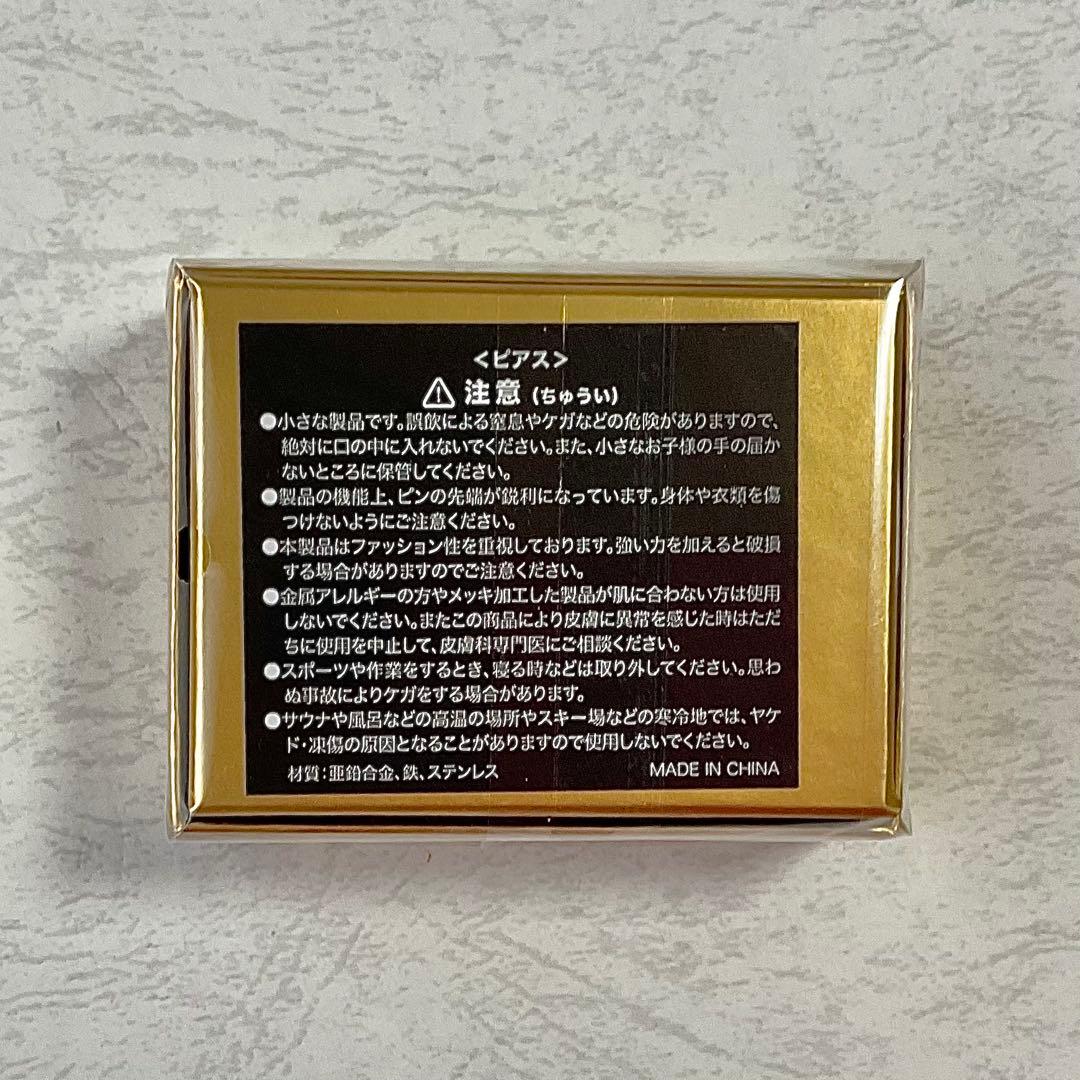 <ピアス>
⚠ 注意 (ちゅうい)
●小さな製品です。誤飲による窒息やケガなどの危険がありますので、
絶対に口の中に入れないでください。また、小さなお子様の手の届か
ないところに保管してください。
●製品の機能上、ピンの先端が鋭利になっています。身体や衣類を傷
つけないようにご注意ください。
●本製品はファッション性を重視しております。強い力を加えると破損
する場合がありますのでご注意ください。
●金属アレルギーの方やメッキ加工した製品が肌に合わない方は使用
しないでください。またこの商品により皮膚に異常を感じた時はただ
ちに使用を中止して、皮膚科専門医にご相談ください。
●スポーツや作業をするとき、寝る時などは取り外してください。思わ
ぬ事故によりケガをする場合があります。
●サウナや風呂などの高温の場所やスキー場などの寒冷地では、ヤケ
ド・凍傷の原因となることがありますので使用しないでください。
材質:亜鉛合金、鉄、ステンレス MADE IN CHINA